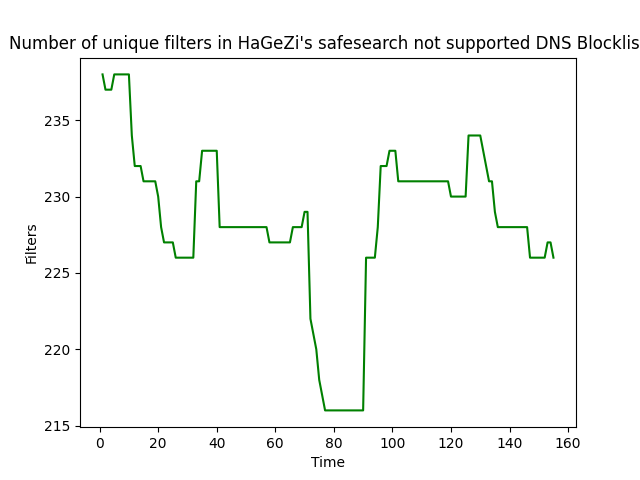 Number of unique filters in HaGeZi's safesearch not supported DNS Blocklis
235
230
225
220
215
Filters
0 20 40 60 80 100 120 140 160
Time